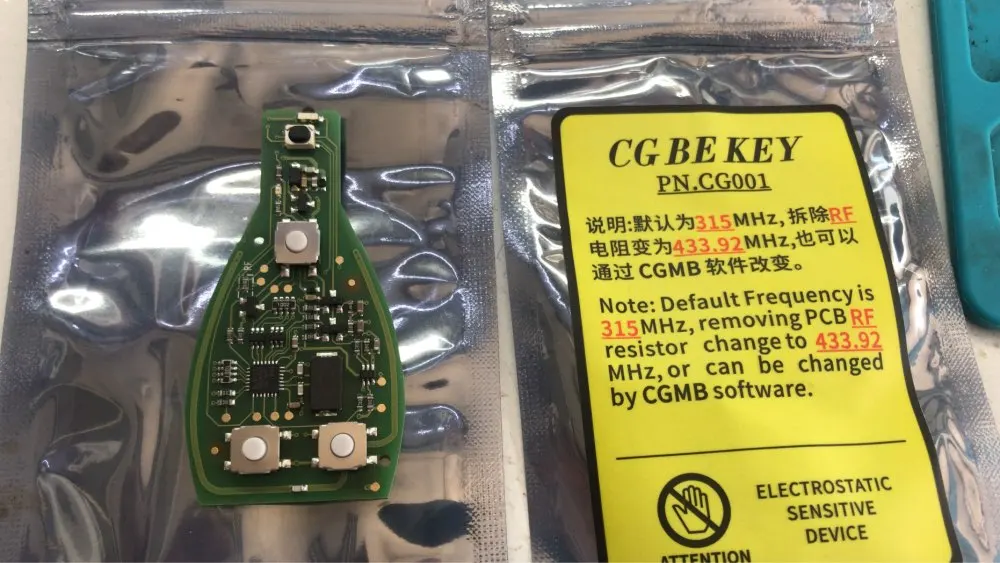 RF
CG BE KEY
PN.CG001
说明:默认为315MHz,拆除RF
电阻变为433.92MHz,也可以
通过 CGMB 软件改变。
Note: Default Frequency is
315MHz, removing PCB RF
resistor change to 433.92
MHz, or can be changed
by CGMB software.
ELECTROSTATIC
SENSITIVE
DEVICE
ATTENTION